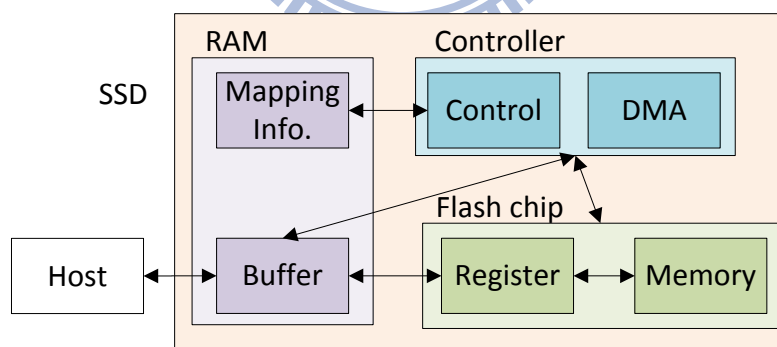 RAM
Controller
SSD
Mapping
Info.
Control
DMA
Flash chip
Host
Buffer
Register
Memory